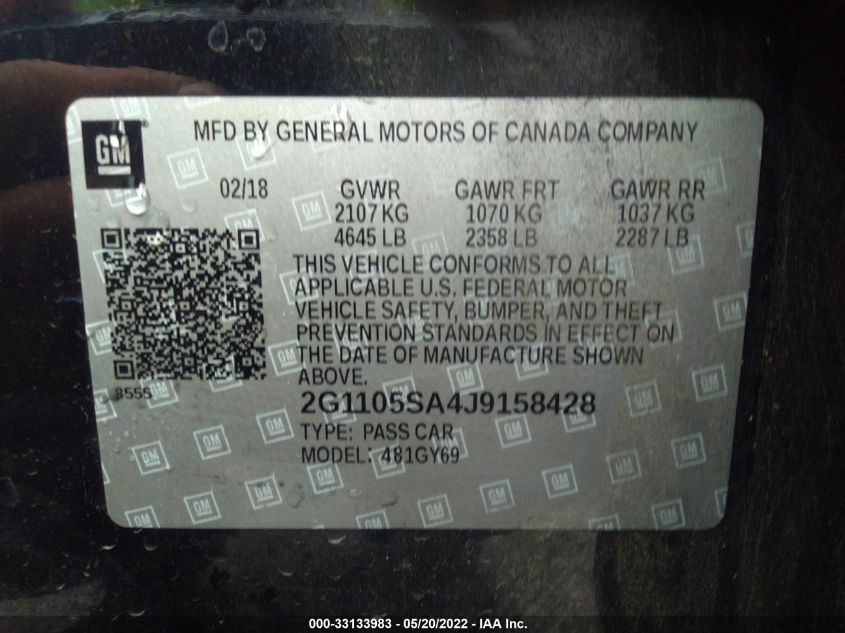 MFD BY GENERAL MOTORS OF CANADA COMPANY
GM
02/18 GVWR GAWR FRT GAWR RR
2107 KG 1070 KG 1037 KG
4645 LB 2358 LB 2287 LB
THIS VEHICLE CONFORMS TO ALL
APPLICABLE U.S. FEDERAL MOTOR
VEHICLE SAFETY, BUMPER, AND THEFT
PREVENTION STANDARDS IN EFFECT ON
THE DATE OF MANUFACTURE SHOWN
ABOVE.
8555
2G1105SA4J9158428
TYPE: PASS CAR
MODEL: 481GY69
000-33133983 - 05/20/2022 - IAA Inc.